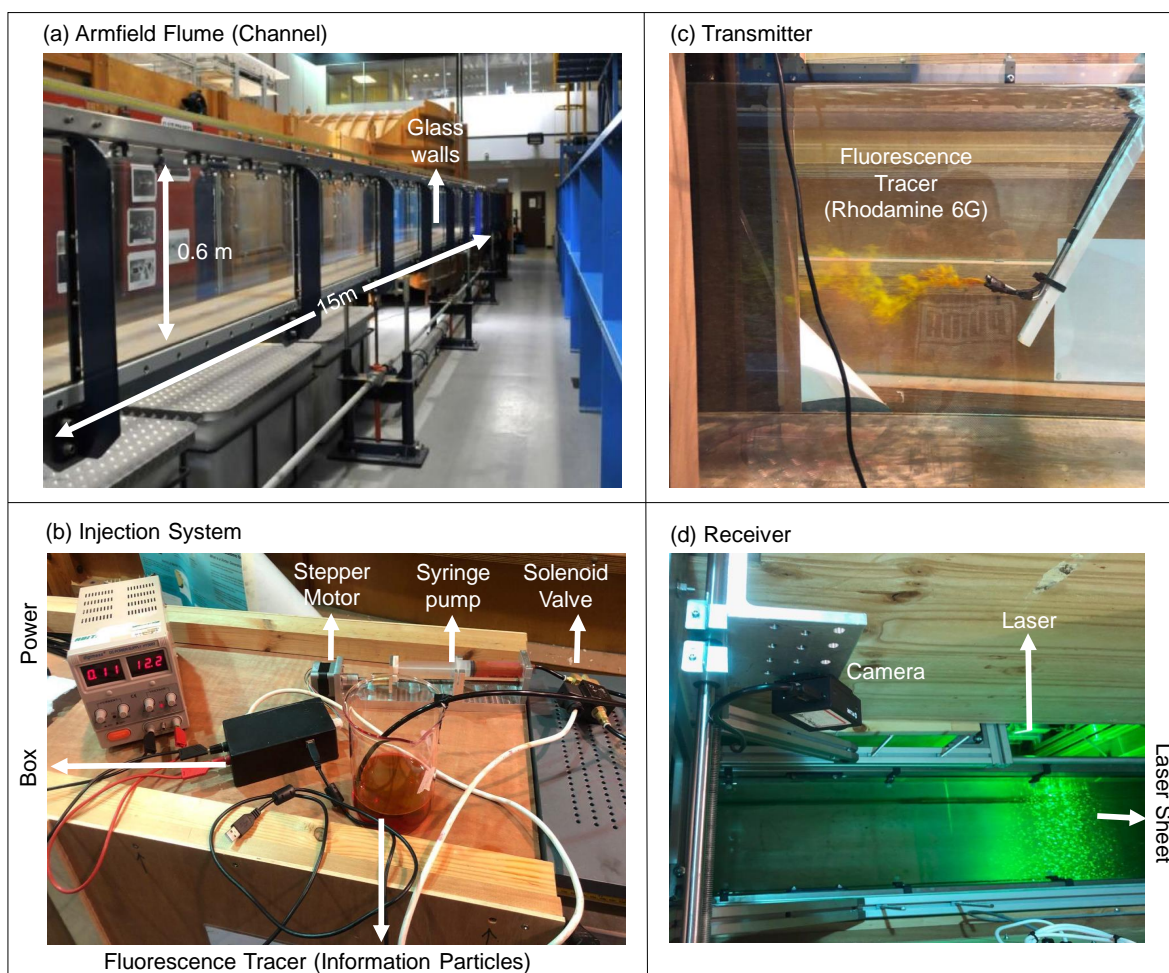 (a) Armfield Flume (Channel)
Glass
walls
0.6 m
15m
(c) Transmitter
Fluorescence
Tracer
(Rhodamine 6G)
(b) Injection System
Stepper
Motor
Syringe
pump
Solenoid
Valve
Power
Box
0.11 12.2
Fluorescence Tracer (Information Particles)
(d) Receiver
Laser
Camera
Laser Sheet